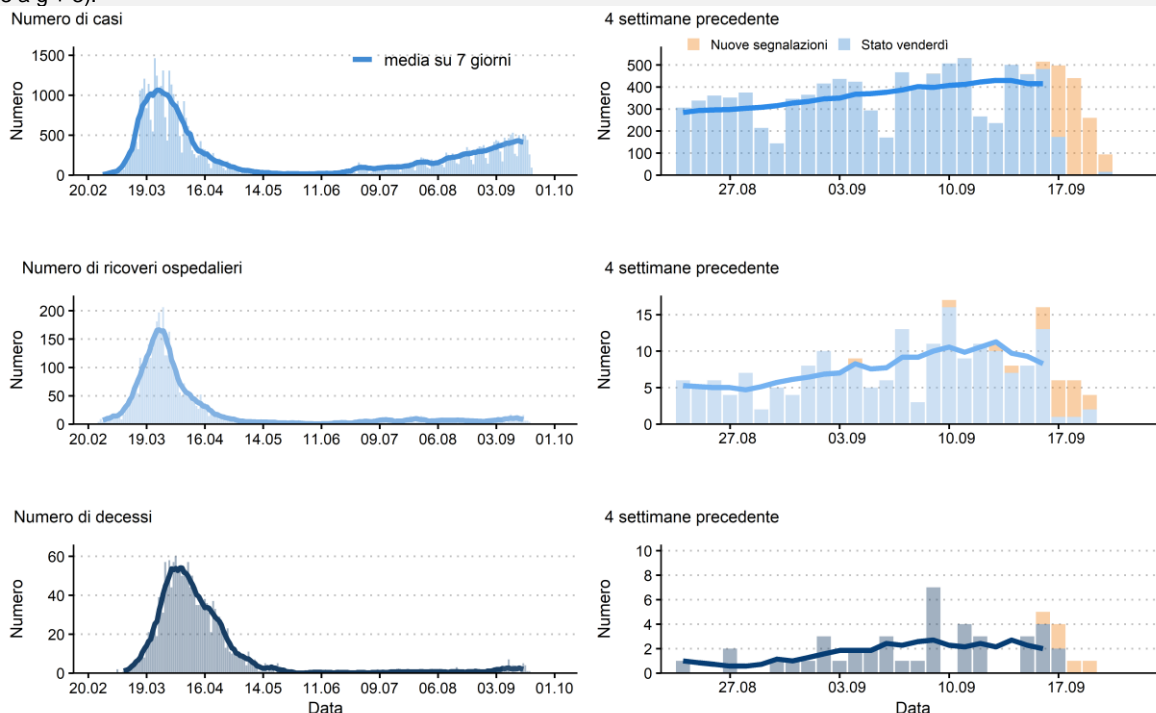 Numero di casi
4 settimane precedente
media su 7 giorni
Nuove segnalazioni
Stato venderdì
Numero
1500
1000
500
0
20.02 19.03 16.04 14.05 11.06 09.07 06.08 03.09 01.10
Numero
500
400
300
200
100
0
27.08 03.09 10.09 17.09
Numero di ricoveri ospedalieri
4 settimane precedente
Numero
200
150
100
50
0
20.02 19.03 16.04 14.05 11.06 09.07 06.08 03.09 01.10
Numero
15
10
5
0
27.08 03.09 10.09 17.09
Numero di decessi
4 settimane precedente
Numero
60
40
20
0
20.02 19.03 16.04 14.05 11.06 09.07 06.08 03.09 01.10
Data
Numero
10
8
6
4
2
0
27.08 03.09 10.09 17.09
Data